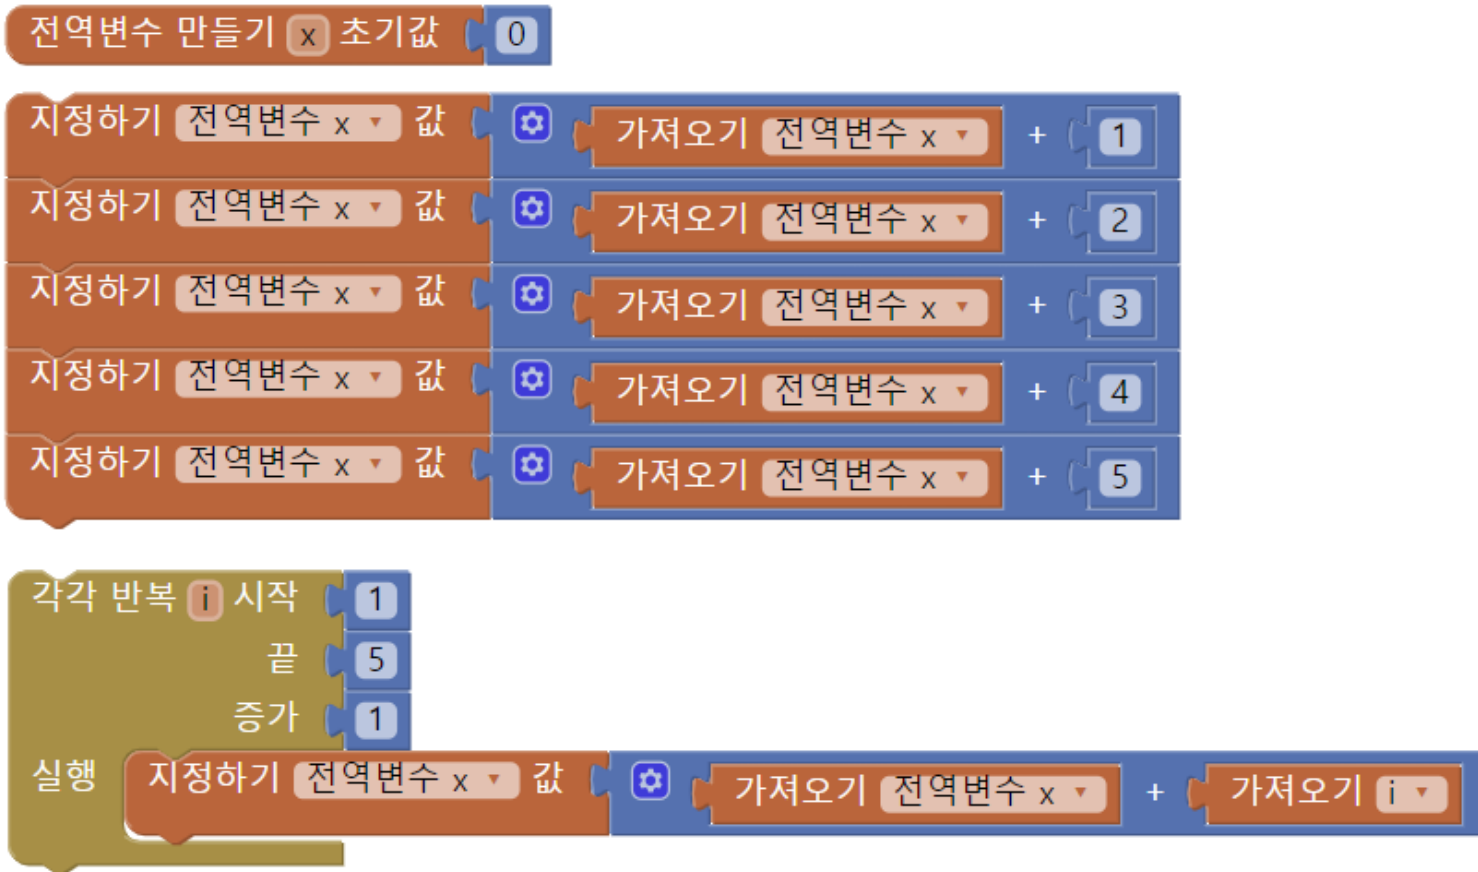 전역변수 만들기 x 초기값 0
지정하기 전역변수 x 값 가져오기 전역변수 x + 1
지정하기 전역변수 x 값 가져오기 전역변수 x + 2
지정하기 전역변수 x 값 가져오기 전역변수 x + 3
지정하기 전역변수 x 값 가져오기 전역변수 x + 4
지정하기 전역변수 x 값 가져오기 전역변수 x + 5
각각 반복 i 시작 1
끝 5
증가 1
실행 지정하기 전역변수 x 값 가져오기 전역변수 x + 가져오기 i